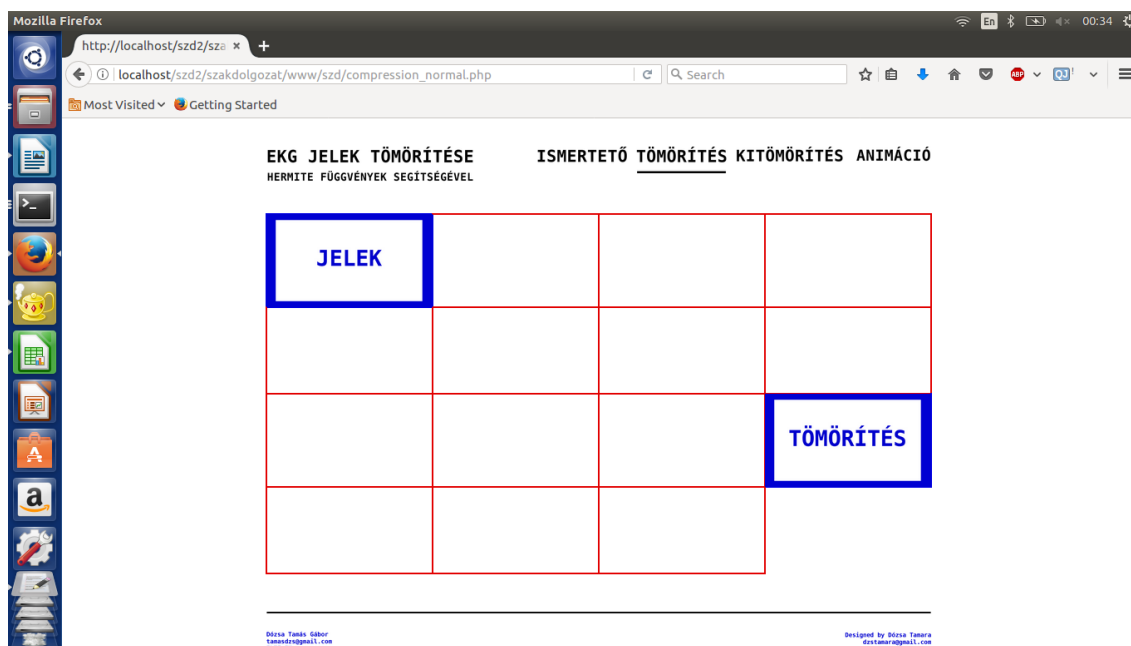 Mozilla Firefox
En
00:34
http://localhost/szd2/sza
localhost/szd2/szakdolgozat/www/szd/compression_normal.php
Search
ABP
QJ!
Most Visited
Getting Started
EKG JELEK TÖMÖRÍTÉSE
HERMITE FÜGGVÉNYEK SEGÍTSÉGÉVEL
ISMERTETŐ TÖMÖRÍTÉS KITÖMÖRÍTÉS ANIMÁCIÓ
JELEK
TÖMÖRÍTÉS
Dózsa Tamás Gábor
tamasdzs@gmail.com
Designed by Dózsa Tamara
dzstamara@gmail.com